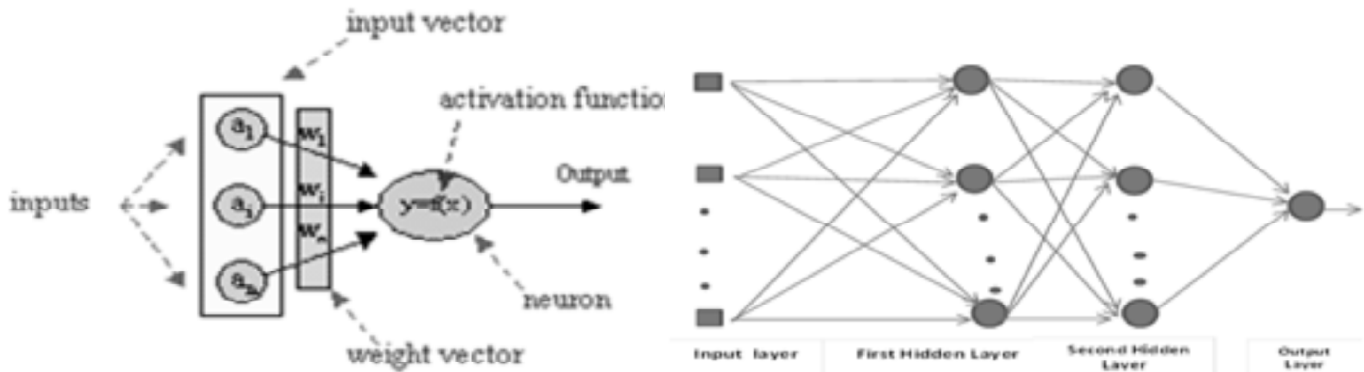 input vector
activation functio
a1
w1
inputs
ai
wi
y=f(x)
Output
an
wn
neuron
weight vector
Input layer
First Hidden Layer
Second Hidden
Layer
Output
Layer